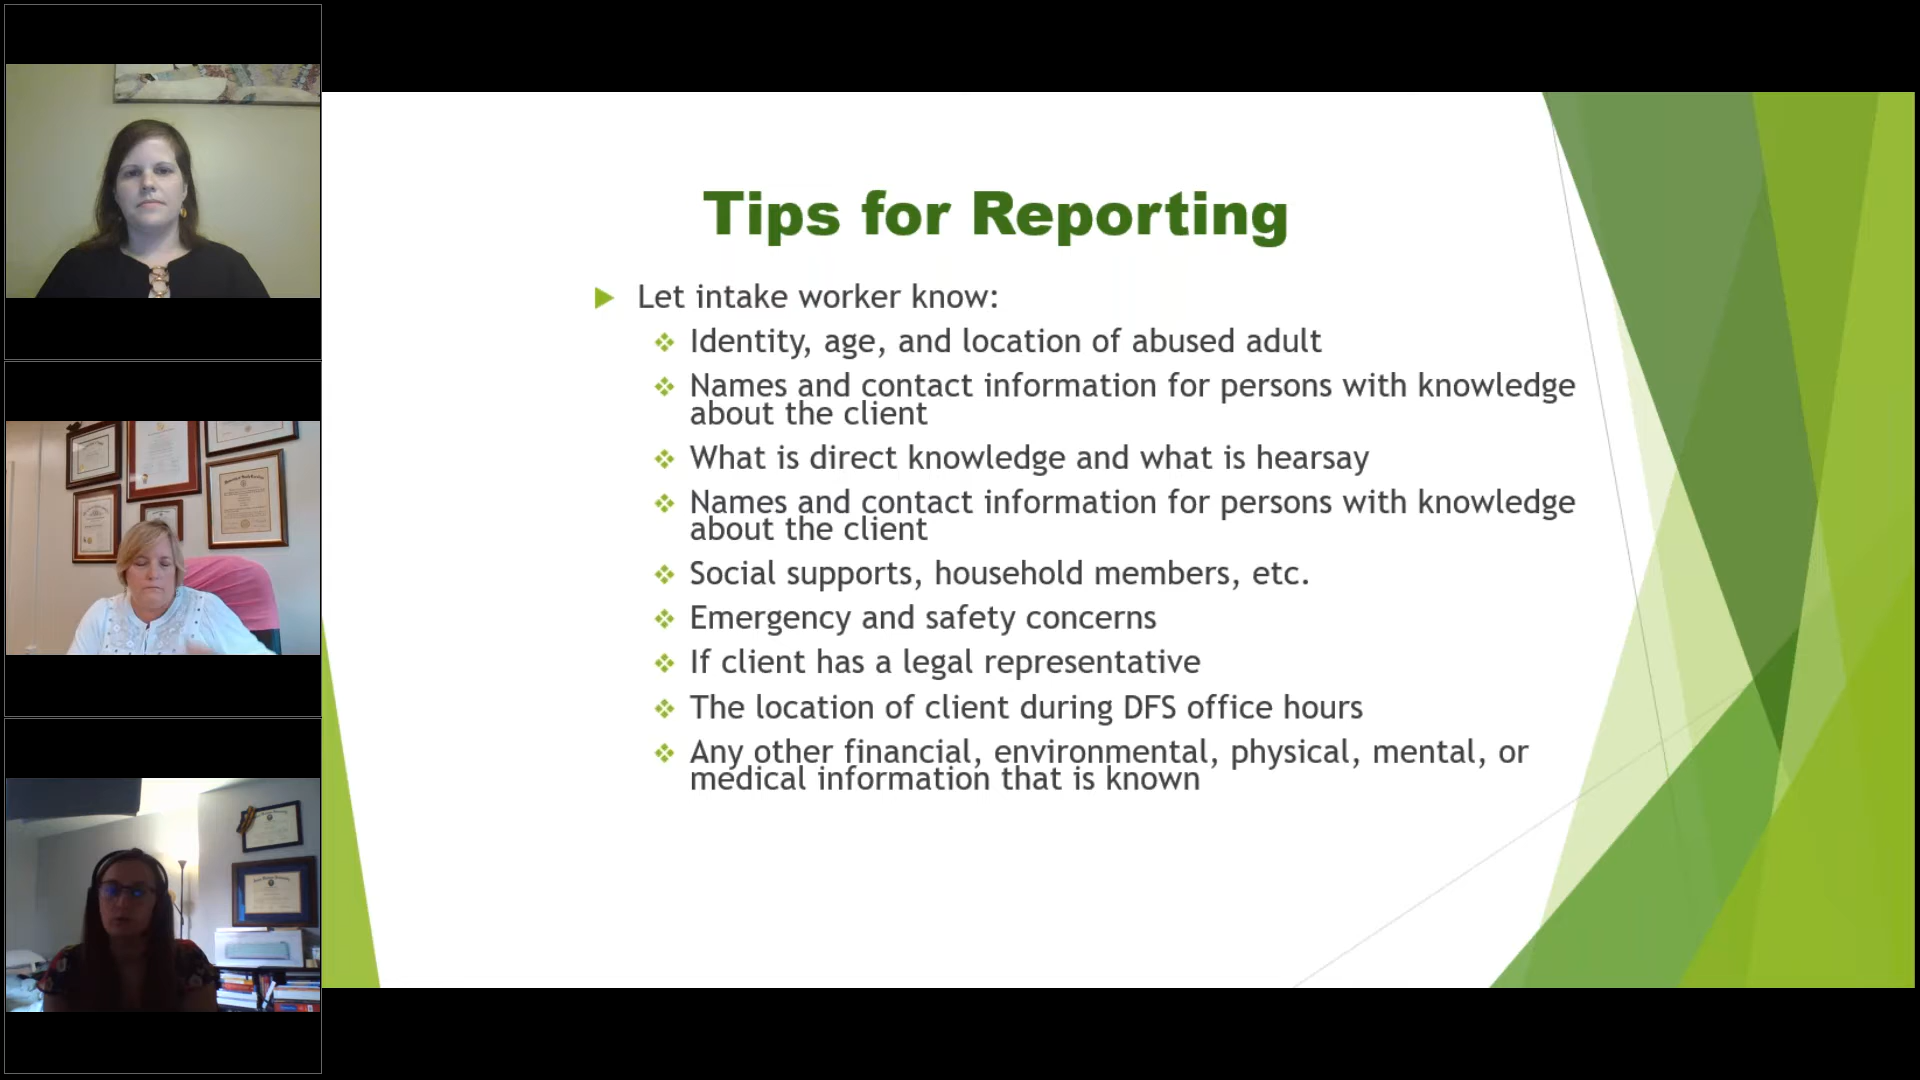 Tips for Reporting
Let intake worker know:
Identity, age, and location of abused adult
Names and contact information for persons with knowledge
about the client
What is direct knowledge and what is hearsay
Names and contact information for persons with knowledge
about the client
Social supports, household members, etc.
Emergency and safety concerns
If client has a legal representative
The location of client during DFS office hours
Any other financial, environmental, physical, mental, or
medical information that is known